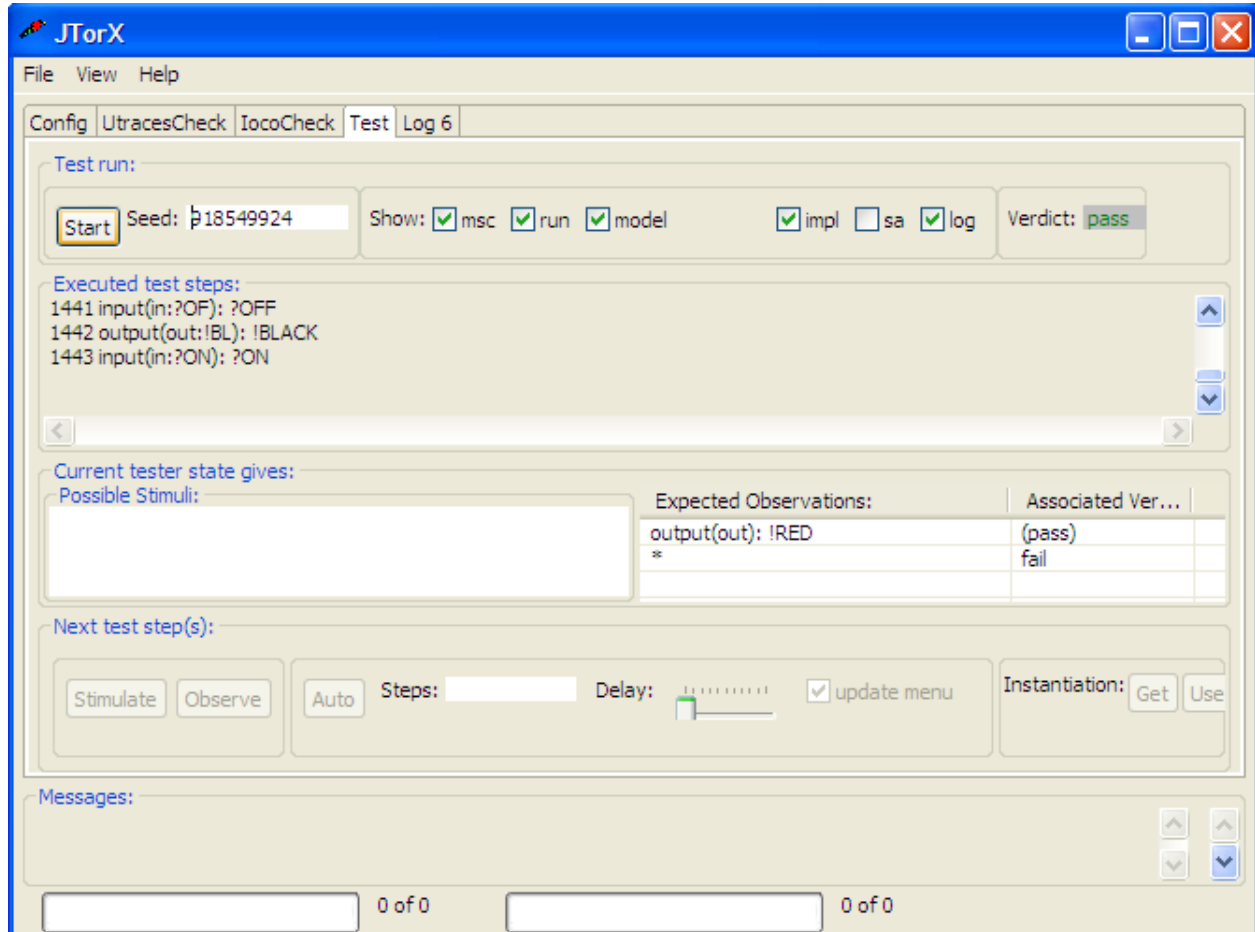 JTorX
File View Help
Config UtracesCheck IocoCheck Test Log 6
Test run:
Start Seed: 918549924 Show: msc run model impl sa log Verdict: pass
Executed test steps:
1441 input(in:?OF): ?OFF
1442 output(out:!BL): !BLACK
1443 input(in:?ON): ?ON
Current tester state gives:
Possible Stimuli:
Expected Observations: Associated Ver...
output(out): !RED (pass)
* fail
Next test step(s):
Stimulate Observe Auto Steps: Delay: update menu Instantiation: Get Use
Messages:
0 of 0 0 of 0